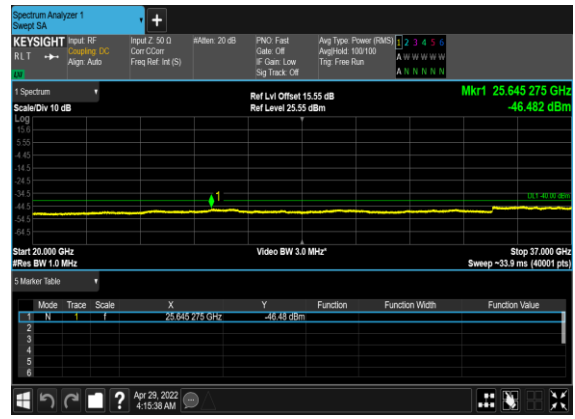 Spectrum Analyzer 1
Swept SA
+
KEYSIGHT Input: RF Input Z: 50 Ω #Atten: 20 dB PNO: Fast Avg Type: Power (RMS) 1 2 3 4 5 6
RLT Coupling: DC Corr CCorr Gate: Off Avg|Hold: 100/100 A W W W W W
Align: Auto Freq Ref: Int (S) IF Gain: Low Trig: Free Run
Sig Track: Off A N N N N N
1 Spectrum Ref Lvl Offset 15.55 dB Mkr1 25.645 275 GHz
Scale/Div 10 dB Ref Level 25.55 dBm -46.482 dBm
Log
15.6
5.55
-4.45
-14.5
-24.5
-34.5 1 UL1 -40.00 dBm
-44.5
-54.5
-64.5
Start 20.000 GHz Video BW 3.0 MHz* Stop 37.000 GHz
#Res BW 1.0 MHz Sweep ~33.9 ms (40001 pts)
5 Marker Table
Mode Trace Scale X Y Function Function Width Function Value
1 N 1 f 25.645 275 GHz -46.48 dBm
2
3
4
5
6
? Apr 29, 2022
4:15:38 AM